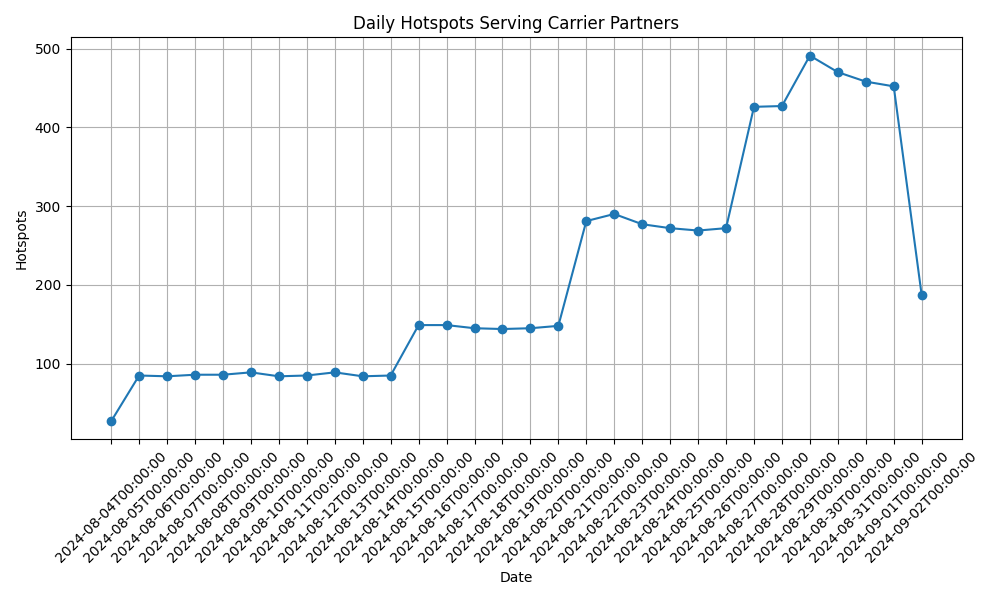 Daily Hotspots Serving Carrier Partners
500
400
300
200
100
Hotspots
2024-08-04T00:00:00
2024-08-05T00:00:00
2024-08-06T00:00:00
2024-08-07T00:00:00
2024-08-08T00:00:00
2024-08-09T00:00:00
2024-08-10T00:00:00
2024-08-11T00:00:00
2024-08-12T00:00:00
2024-08-13T00:00:00
2024-08-14T00:00:00
2024-08-15T00:00:00
2024-08-16T00:00:00
2024-08-17T00:00:00
2024-08-18T00:00:00
2024-08-19T00:00:00
2024-08-20T00:00:00
2024-08-21T00:00:00
2024-08-22T00:00:00
2024-08-23T00:00:00
2024-08-24T00:00:00
2024-08-25T00:00:00
2024-08-26T00:00:00
2024-08-27T00:00:00
2024-08-28T00:00:00
2024-08-29T00:00:00
2024-08-30T00:00:00
2024-08-31T00:00:00
2024-09-01T00:00:00
2024-09-02T00:00:00
Date